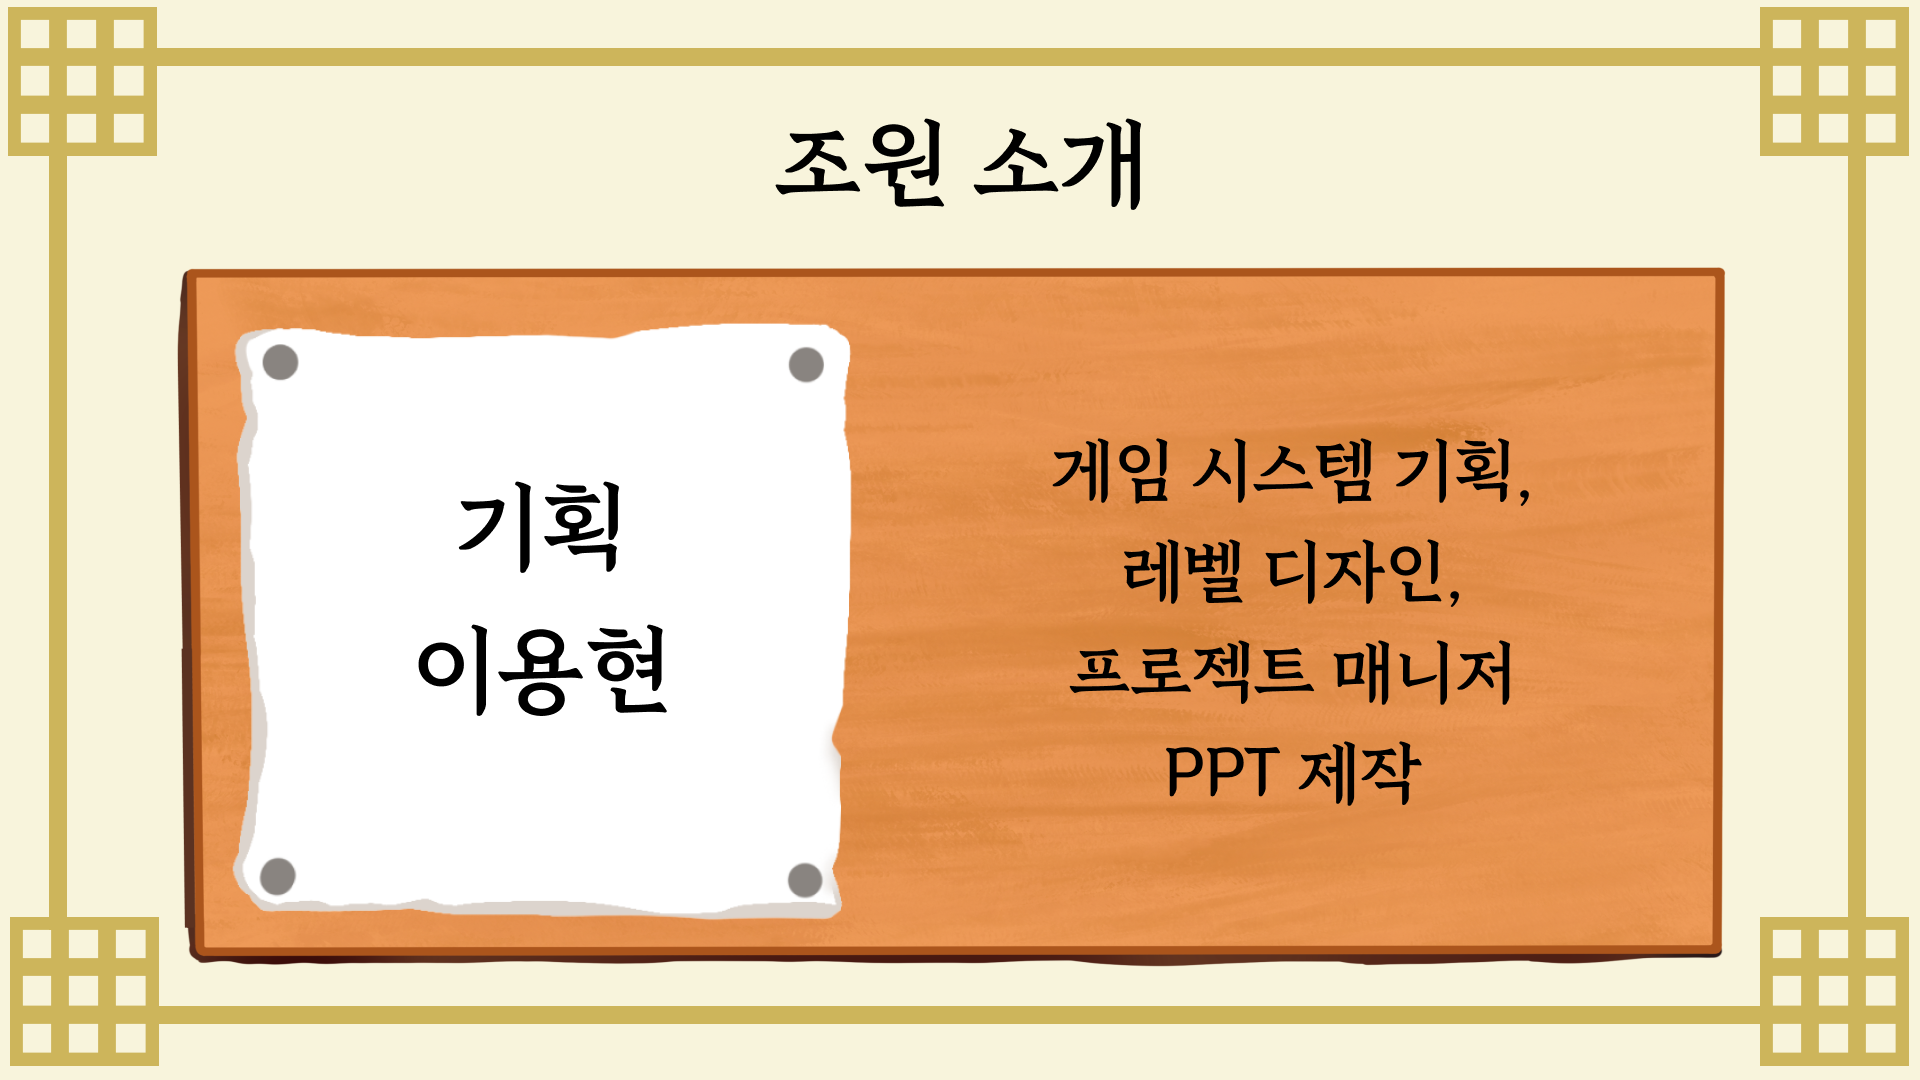 조원 소개
기획
이용현
게임 시스템 기획,
레벨 디자인,
프로젝트 매니저
PPT 제작